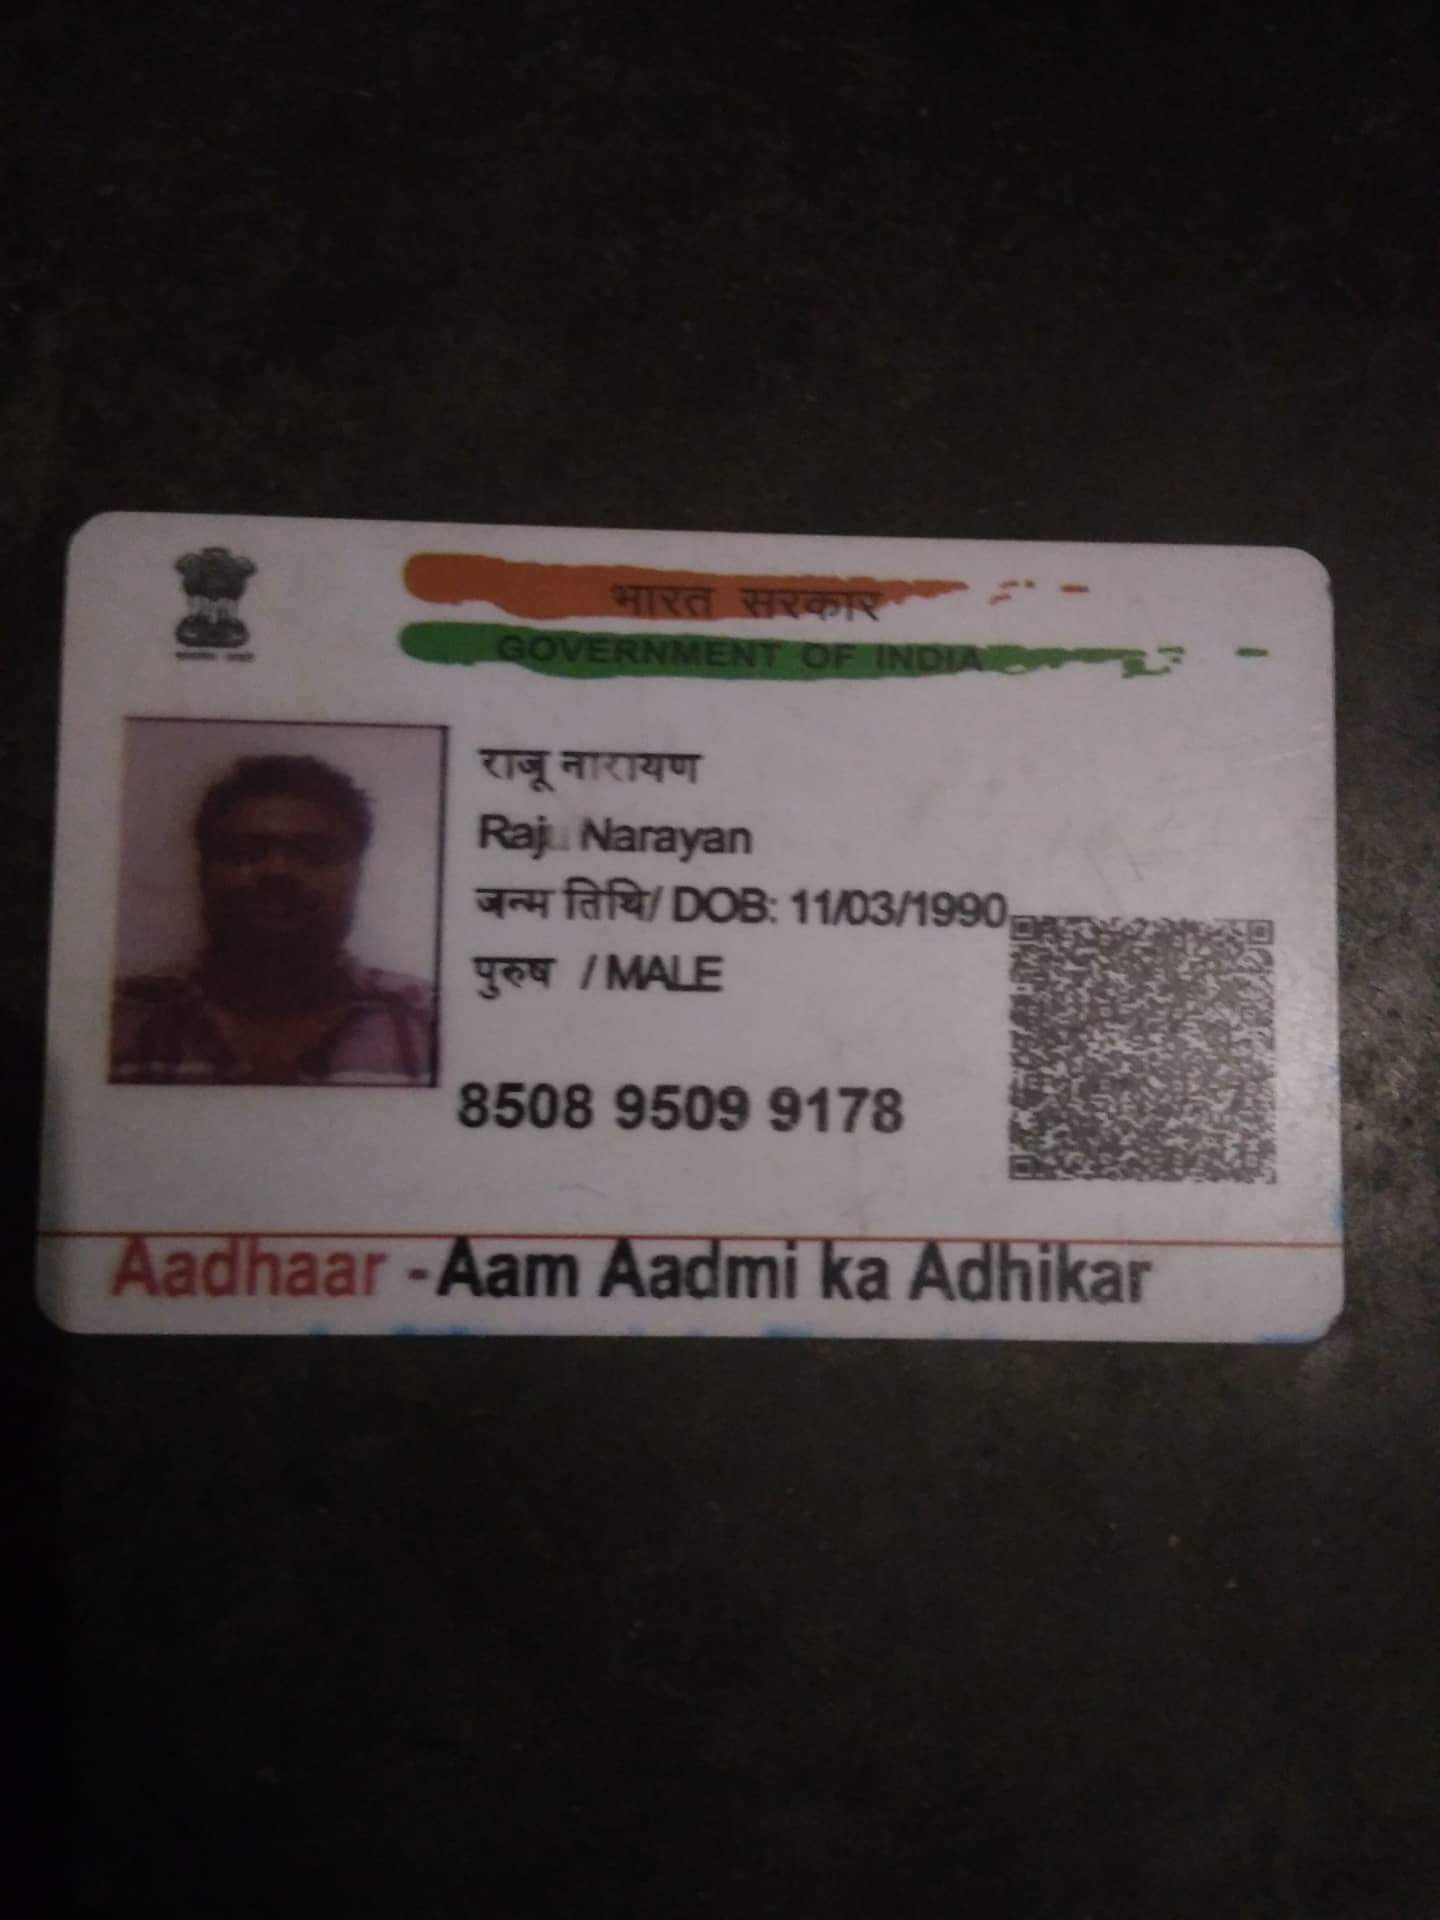 भारत सरकार
GOVERNMENT OF INDIA
राजू नारायण
Raju Narayan
जन्म तिथि/ DOB: 11/03/1990
पुरुष / MALE
8508 9509 9178
Aadhaar -Aam Aadmi ka Adhikar